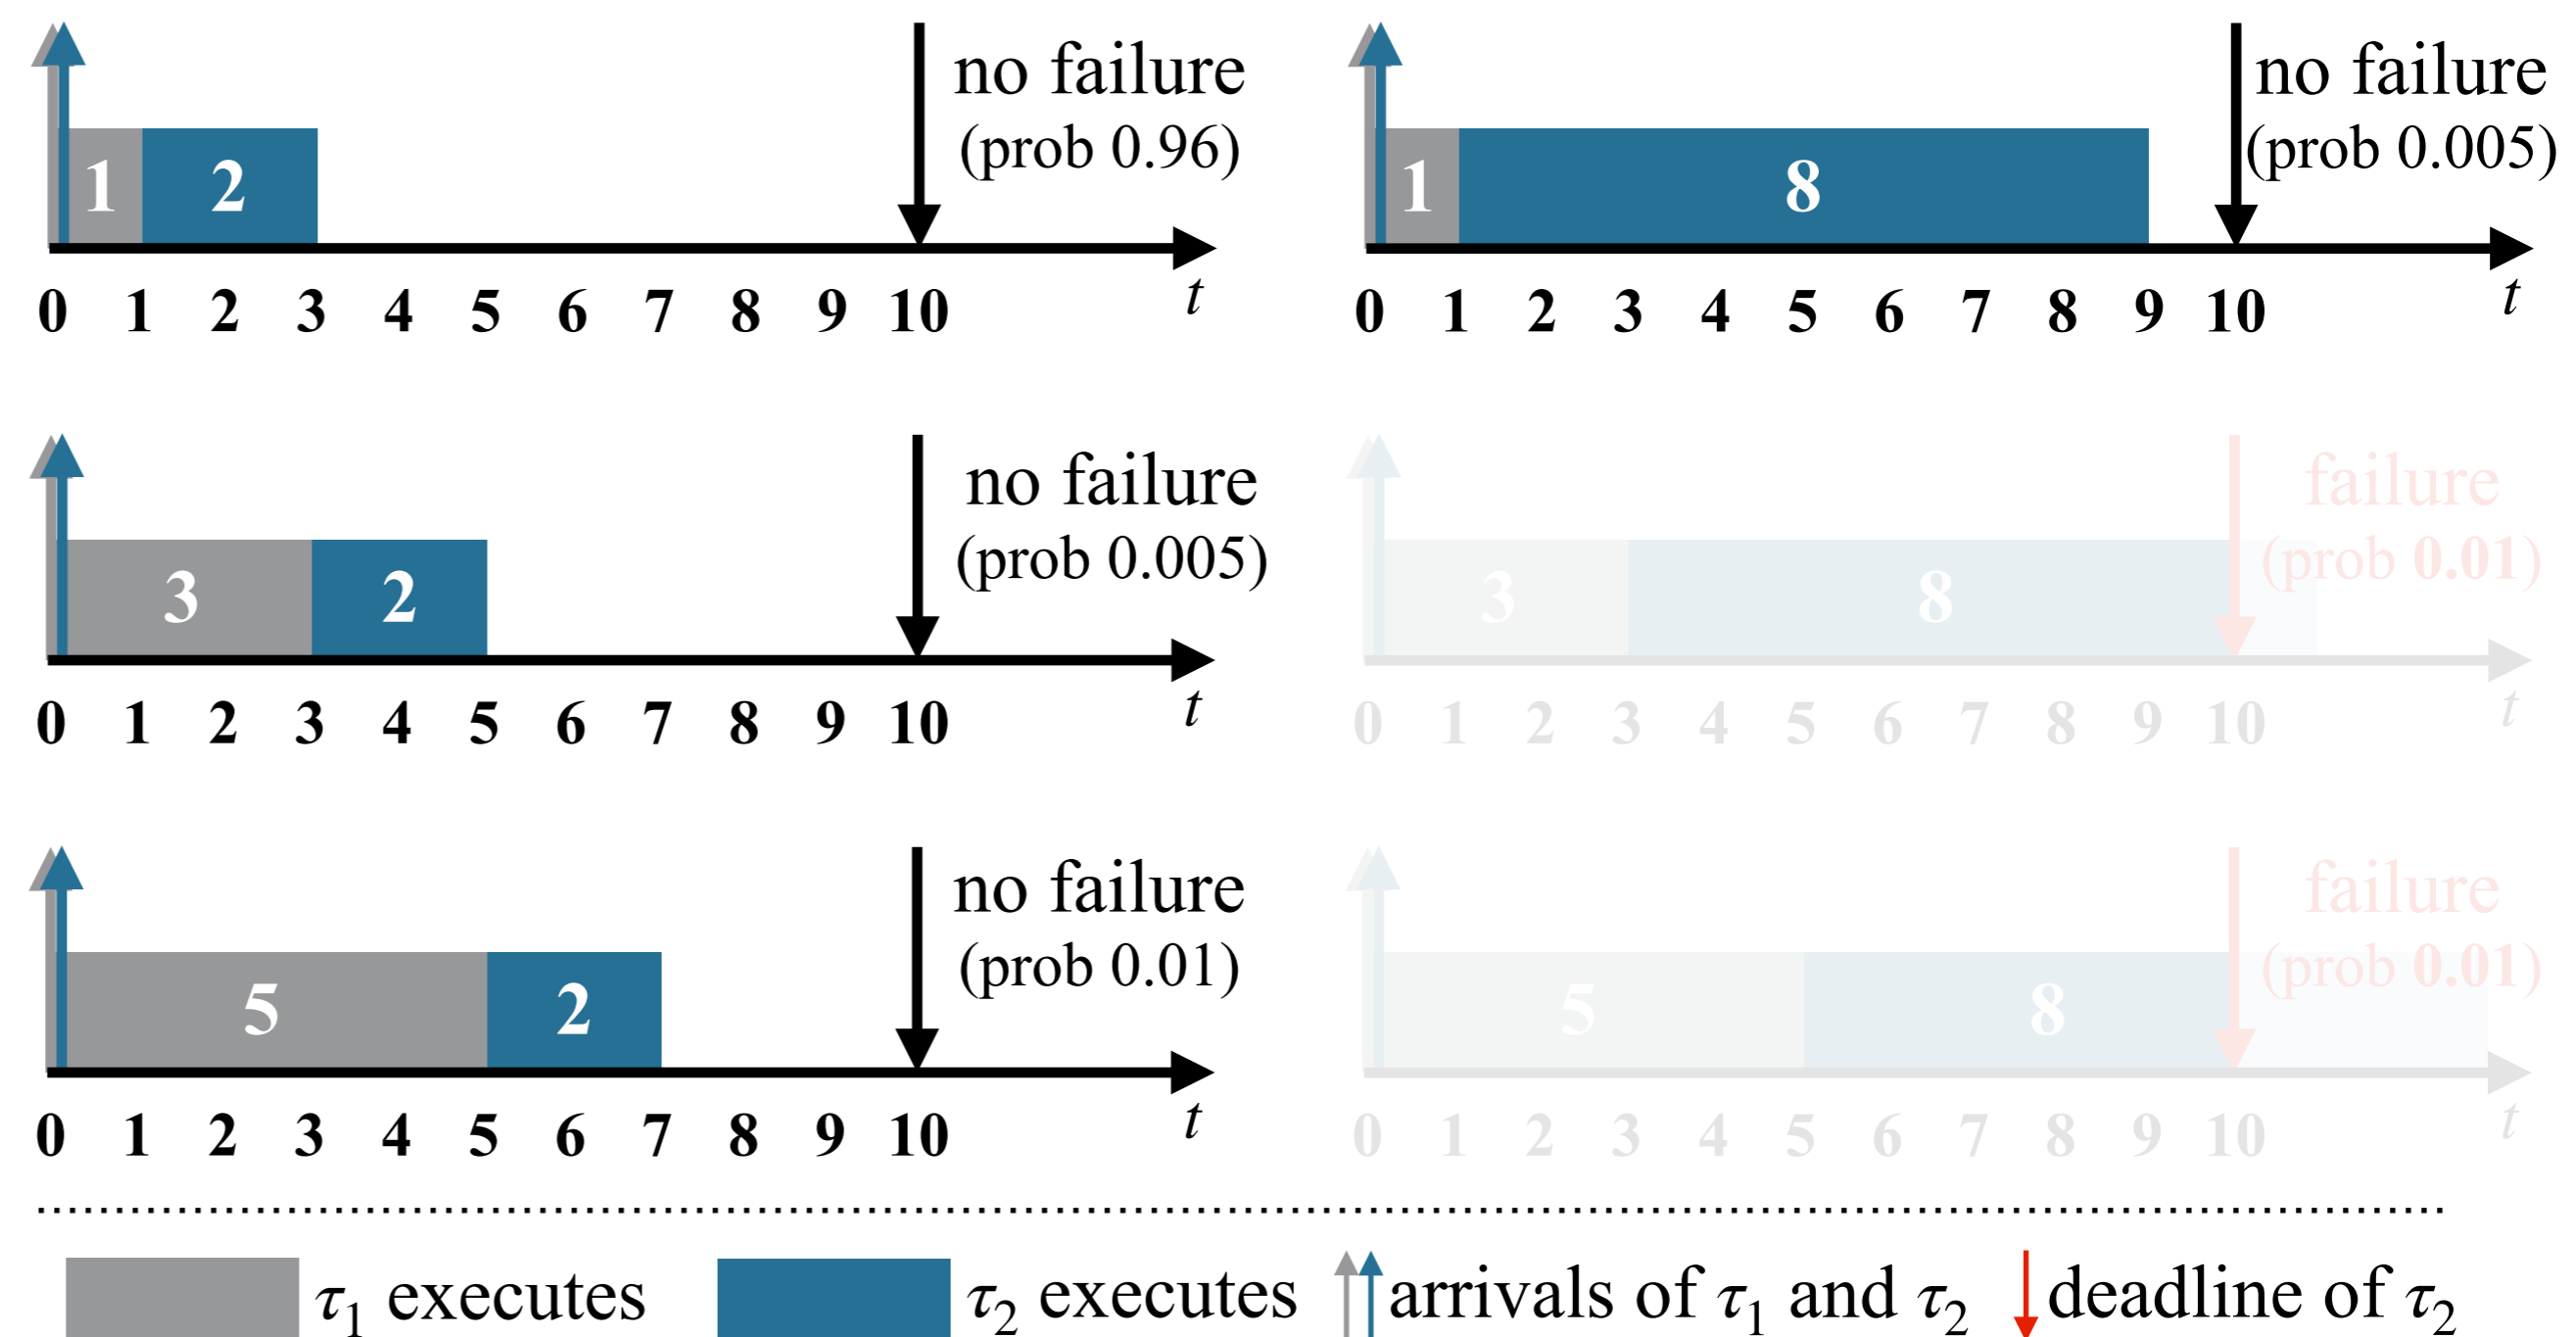 no failure
(prob 0.96)
1 2
0 1 2 3 4 5 6 7 8 9 10 t
no failure
(prob 0.005)
1 8
0 1 2 3 4 5 6 7 8 9 10 t
no failure
(prob 0.005)
3 2
0 1 2 3 4 5 6 7 8 9 10 t
failure
(prob 0.01)
3 8
0 1 2 3 4 5 6 7 8 9 10 t
no failure
(prob 0.01)
5 2
0 1 2 3 4 5 6 7 8 9 10 t
failure
(prob 0.01)
5 8
0 1 2 3 4 5 6 7 8 9 10 t
τ₁ executes τ₂ executes arrivals of τ₁ and τ₂ deadline of τ₂